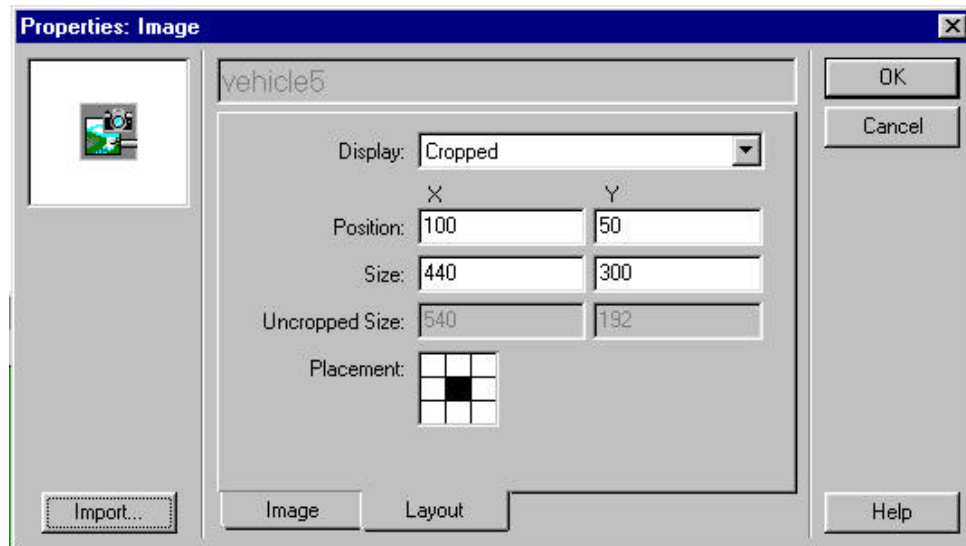 Properties: Image
vehicle5
OK
Cancel
Display: Cropped
X Y
Position: 100 50
Size: 440 300
Uncropped Size: 540 192
Placement:
Import...
Image Layout
Help